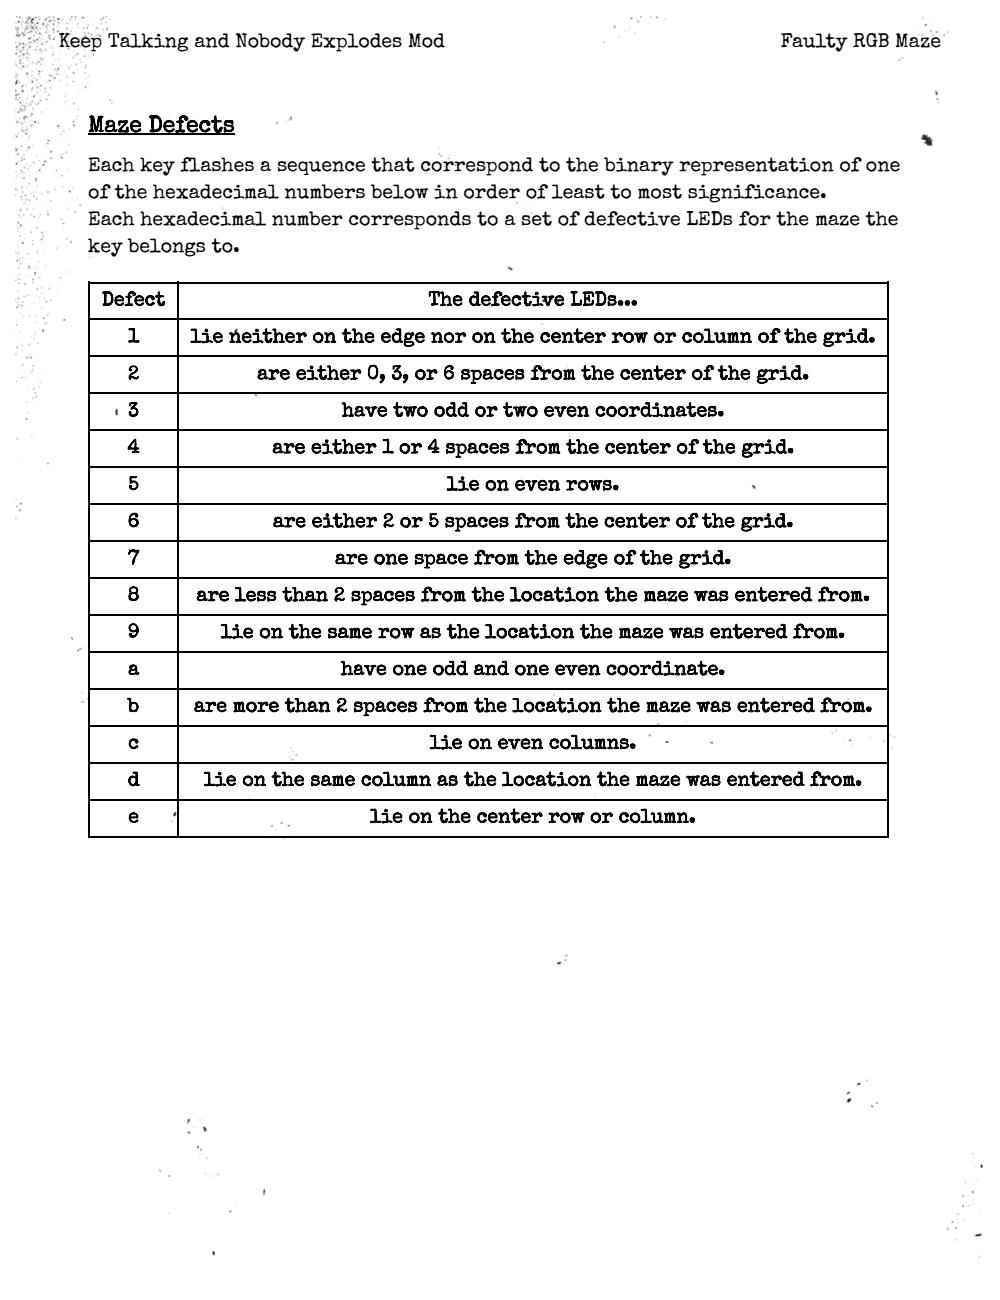 Keep Talking and Nobody Explodes Mod Faulty RGB Maze
Maze Defects
Each key flashes a sequence that correspond to the binary representation of one
of the hexadecimal numbers below in order of least to most significance.
Each hexadecimal number corresponds to a set of defective LEDs for the maze the
key belongs to.
Defect The defective LEDs...
1 lie neither on the edge nor on the center row or column of the grid.
2 are either 0, 3, or 6 spaces from the center of the grid.
3 have two odd or two even coordinates.
4 are either 1 or 4 spaces from the center of the grid.
5 lie on even rows.
6 are either 2 or 5 spaces from the center of the grid.
7 are one space from the edge of the grid.
8 are less than 2 spaces from the location the maze was entered from.
9 lie on the same row as the location the maze was entered from.
a have one odd and one even coordinate.
b are more than 2 spaces from the location the maze was entered from.
c lie on even columns.
d lie on the same column as the location the maze was entered from.
e lie on the center row or column.